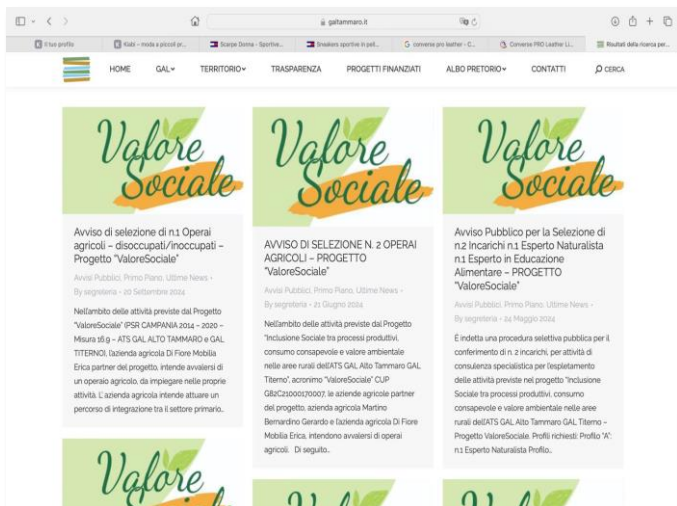 galtammaro.it
Il tuo profilo
Kiabi – moda a piccoli pr...
Scarpe Donna - Sportive...
Sneakers sportive in pell...
converse pro leather - C...
Converse PRO Leather Li...
Risultati della ricerca per...
HOME
GAL
TERRITORIO
TRASPARENZA
PROGETTI FINANZIATI
ALBO PRETORIO
CONTATTI
CERCA
Valore
Sociale
Avviso di selezione di n.1 Operai
agricoli – disoccupati/inoccupati –
Progetto “ValoreSociale”
Avvisi Pubblici, Primo Piano, Ultime News •
By segreteria • 20 Settembre 2024
Nell’ambito delle attività previste dal Progetto
“ValoreSociale” (PSR CAMPANIA 2014 – 2020 –
Misura 16.9 – ATS GAL ALTO TAMMARO e GAL
TITERNO), l’azienda agricola Di Fiore Mobilia
Erica partner del progetto, intende avvalersi di
un operaio agricolo, da impiegare nelle proprie
attività. L’ azienda agricola intende attuare un
percorso di integrazione tra il settore primario…
Valore
Sociale
AVVISO DI SELEZIONE N. 2 OPERAI
AGRICOLI – PROGETTO
“ValoreSociale”
Avvisi Pubblici, Primo Piano, Ultime News •
By segreteria • 21 Giugno 2024
Nell’ambito delle attività previste dal Progetto
“Inclusione Sociale tra processi produttivi,
consumo consapevole e valore ambientale
nelle aree rurali dell’ATS GAL Alto Tammaro GAL
Titerno”, acronimo “ValoreSociale” CUP
G82C21000170007, le aziende agricole partner
del progetto, azienda agricola Martino
Bernardino Gerardo e l’azienda agricola Di Fiore
Mobilia Erica, intendono avvalersi di operai
agricoli. Di seguito…
Valore
Sociale
Avviso Pubblico per la Selezione di
n.2 Incarichi n.1 Esperto Naturalista
n.1 Esperto in Educazione
Alimentare – PROGETTO
“ValoreSociale”
Avvisi Pubblici, Primo Piano, Ultime News •
By segreteria • 24 Maggio 2024
È indetta una procedura selettiva pubblica per il
conferimento di n. 2 incarichi, per attività di
consulenza specialistica per l’espletamento
delle attività previste nel progetto “Inclusione
Sociale tra processi produttivi, consumo
consapevole e valore ambientale nelle aree
rurali dell’ATS GAL Alto Tammaro GAL Titerno –
Progetto ValoreSociale. Profili richiesti: Profilo “A”:
n.1 Esperto Naturalista Profilo…
Valore